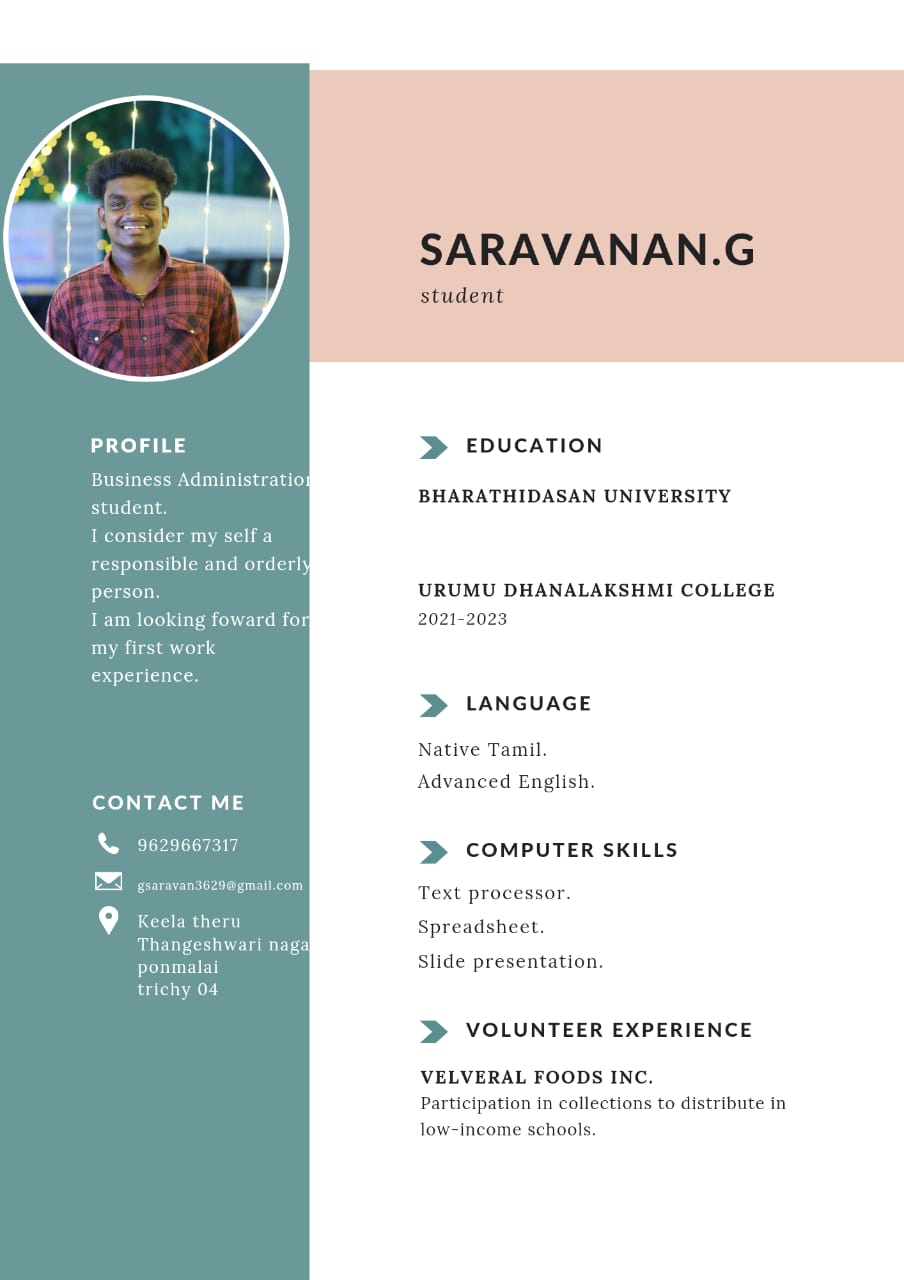 SARAVANAN.G
student
PROFILE
Business Administration
student.
I consider my self a
responsible and orderly
person.
I am looking foward for
my first work
experience.
CONTACT ME
9629667317
gsaravan3629@gmail.com
Keela theru
Thangeshwari naga
ponmalai
trichy 04
EDUCATION
BHARATHIDASAN UNIVERSITY
URUMU DHANALAKSHMI COLLEGE
2021-2023
LANGUAGE
Native Tamil.
Advanced English.
COMPUTER SKILLS
Text processor.
Spreadsheet.
Slide presentation.
VOLUNTEER EXPERIENCE
VELVERAL FOODS INC.
Participation in collections to distribute in
low-income schools.